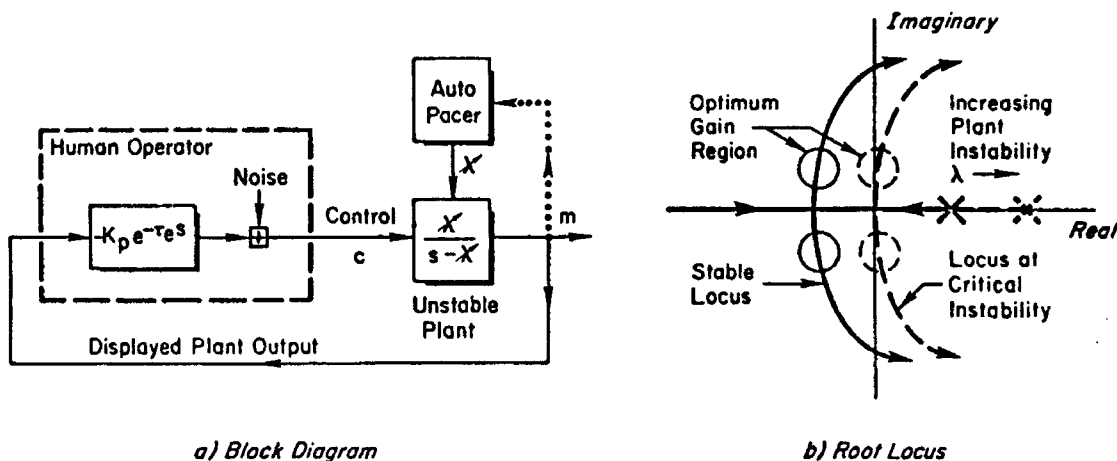 Auto
Pacer
Human Operator
Noise
-K_p e^{-τ_e s}
+
Control
c
λ
λ
s-λ
m
Unstable
Plant
Displayed Plant Output
a) Block Diagram
Imaginary
Optimum
Gain
Region
Increasing
Plant
Instability
λ →
Real
Stable
Locus
Locus at
Critical
Instability
b) Root Locus